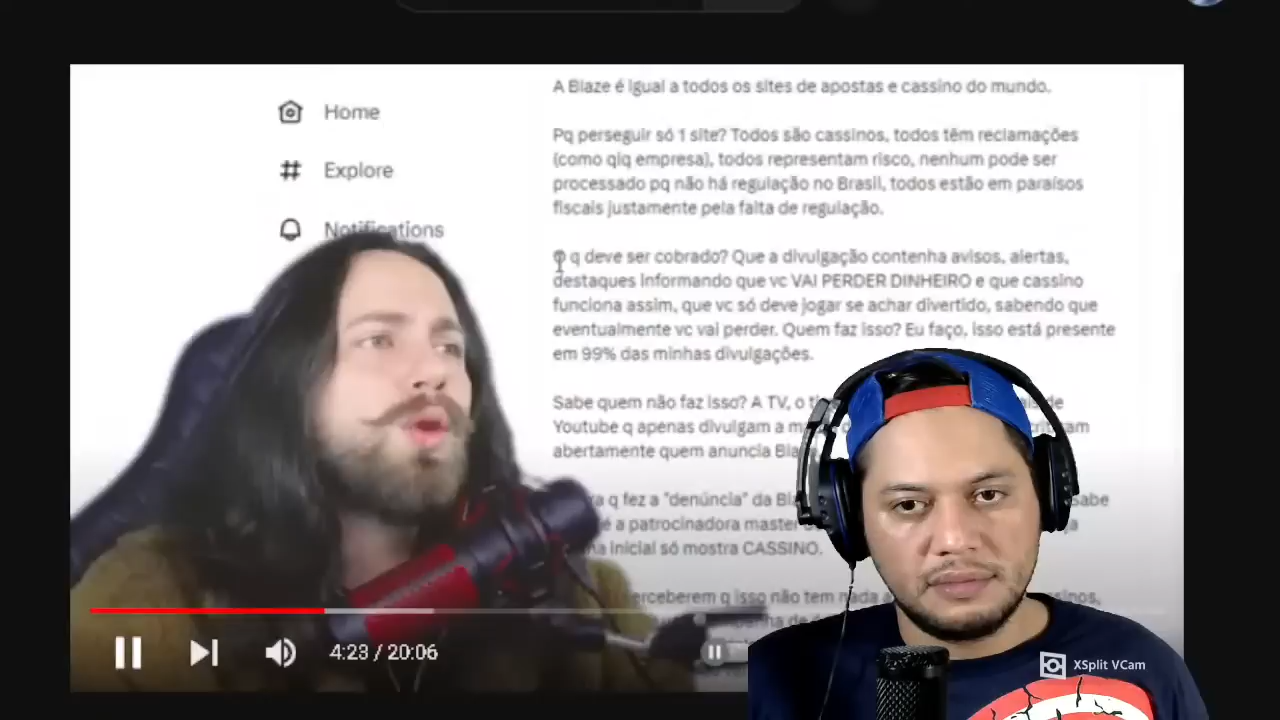 Home
Explore
Notifications
A Blaze é igual a todos os sites de apostas e cassino do mundo.
Pq perseguir só 1 site? Todos são cassinos, todos têm reclamações
(como qlq empresa), todos representam risco, nenhum pode ser
processado pq não há regulação no Brasil, todos estão em paraísos
fiscais justamente pela falta de regulação.
O q deve ser cobrado? Que a divulgação contenha avisos, alertas,
destaques informando que vc VAI PERDER DINHEIRO e que cassino
funciona assim, que vc só deve jogar se achar divertido, sabendo que
eventualmente vc vai perder. Quem faz isso? Eu faço, isso está presente
em 99% das minhas divulgações.
Sabe quem não faz isso? A TV, o de
Youtube q apenas divulgam a
abertamente quem anuncia
q fez a "denúncia" da
é a patrocinadora master
inicial só mostra CASSINO.
q isso não tem nada
4:23 / 20:06
XSplit VCam